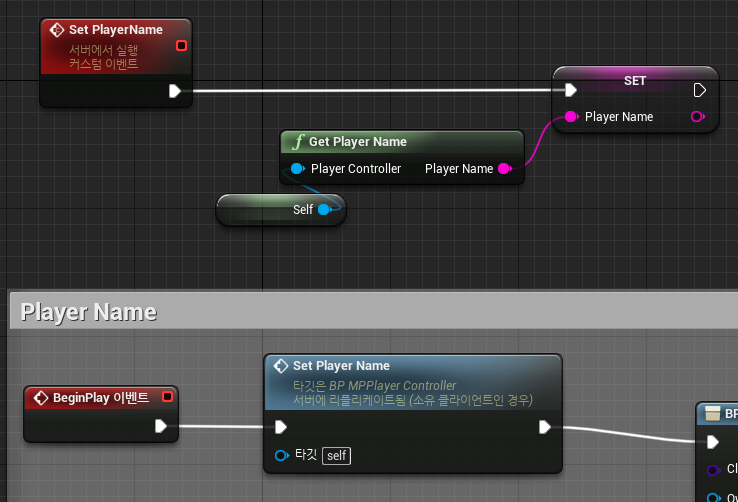 Set PlayerName
서버에서 실행
커스텀 이벤트
SET
Player Name
f Get Player Name
Player Controller Player Name
Self
Player Name
Set Player Name
타깃은 BP MPPlayer Controller
서버에 리플리케이트됨 (소유 클라이언트인 경우)
BeginPlay 이벤트
타깃 self
BP
Cl
Ow